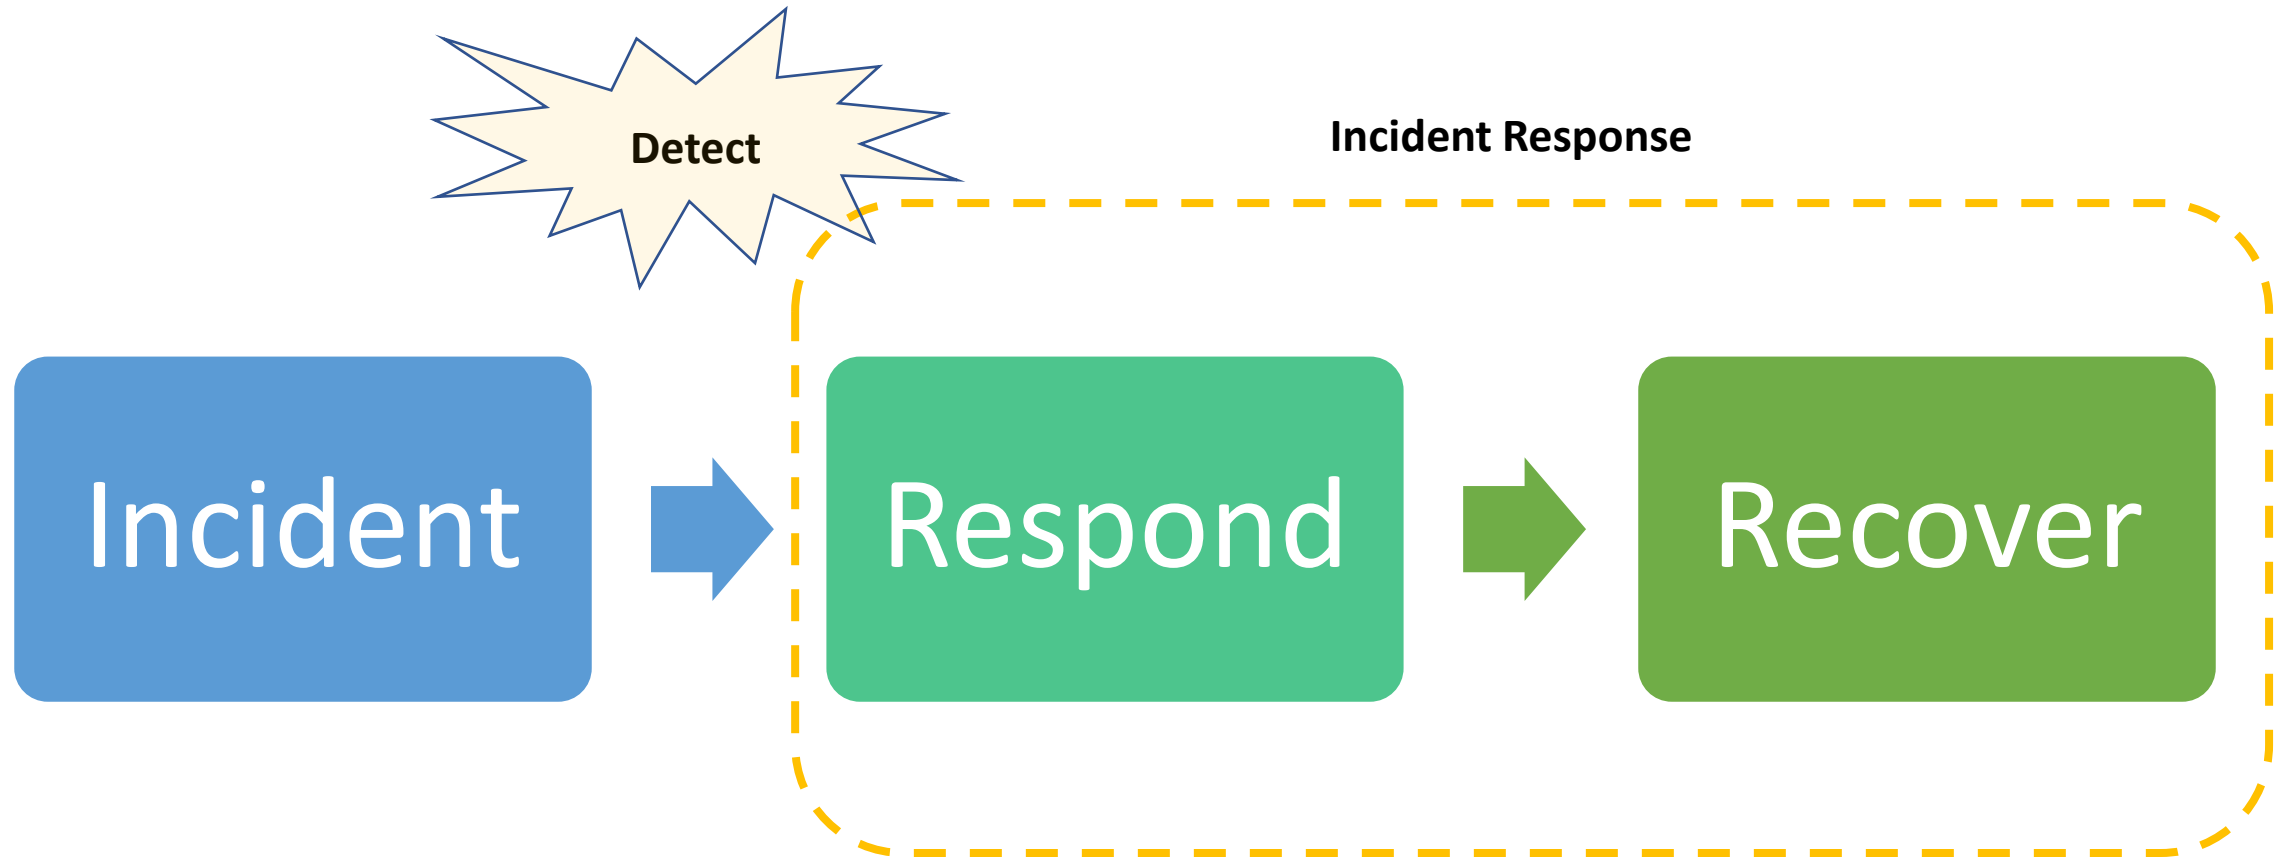 Detect
Incident Response
Incident
Respond
Recover